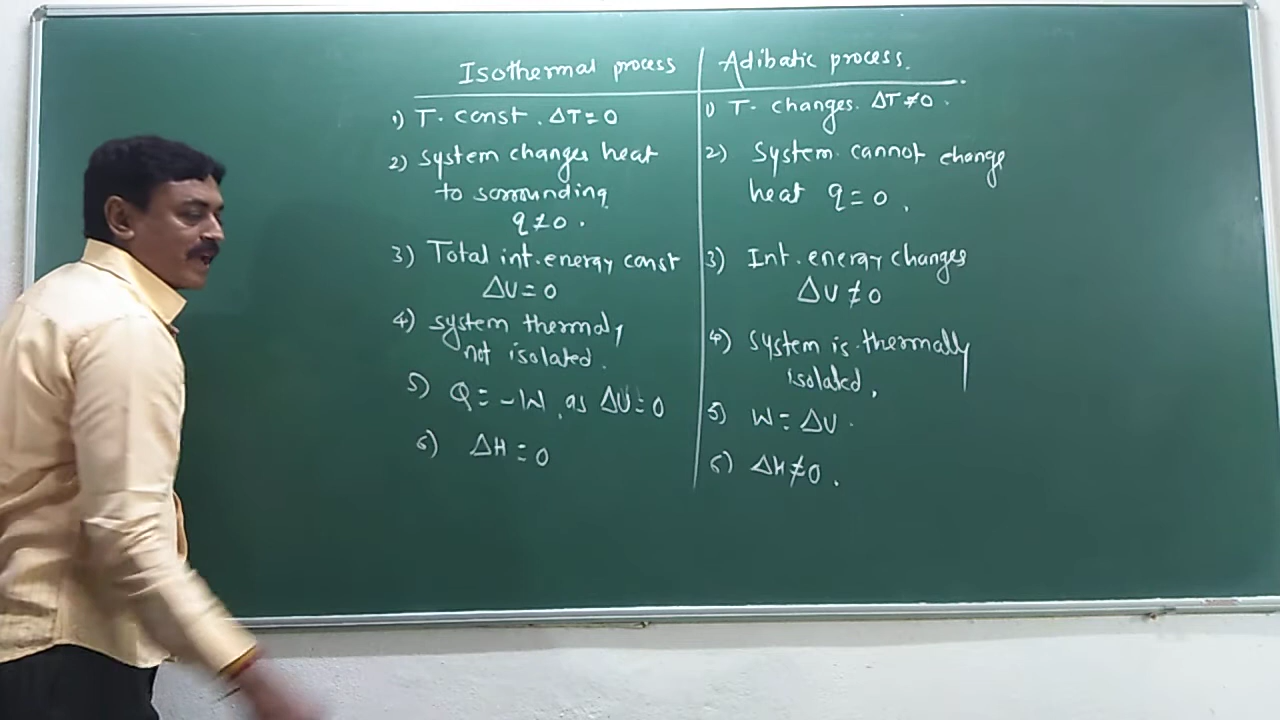 Isothermal process
1) T. const. ΔT=0
2) System changes heat
to sorrounding
q≠0.
3) Total int.energy const
ΔU=0
4) system thermally
not isolated.
5) Q=-W, as ΔU=0
6) ΔH=0
Adibatic process.
1) T. changes. ΔT≠0.
2) System cannot change
heat q=0.
3) Int.energy changes
ΔU≠0
4) System is thermally
isolated.
5) W=ΔU.
6) ΔH≠0.